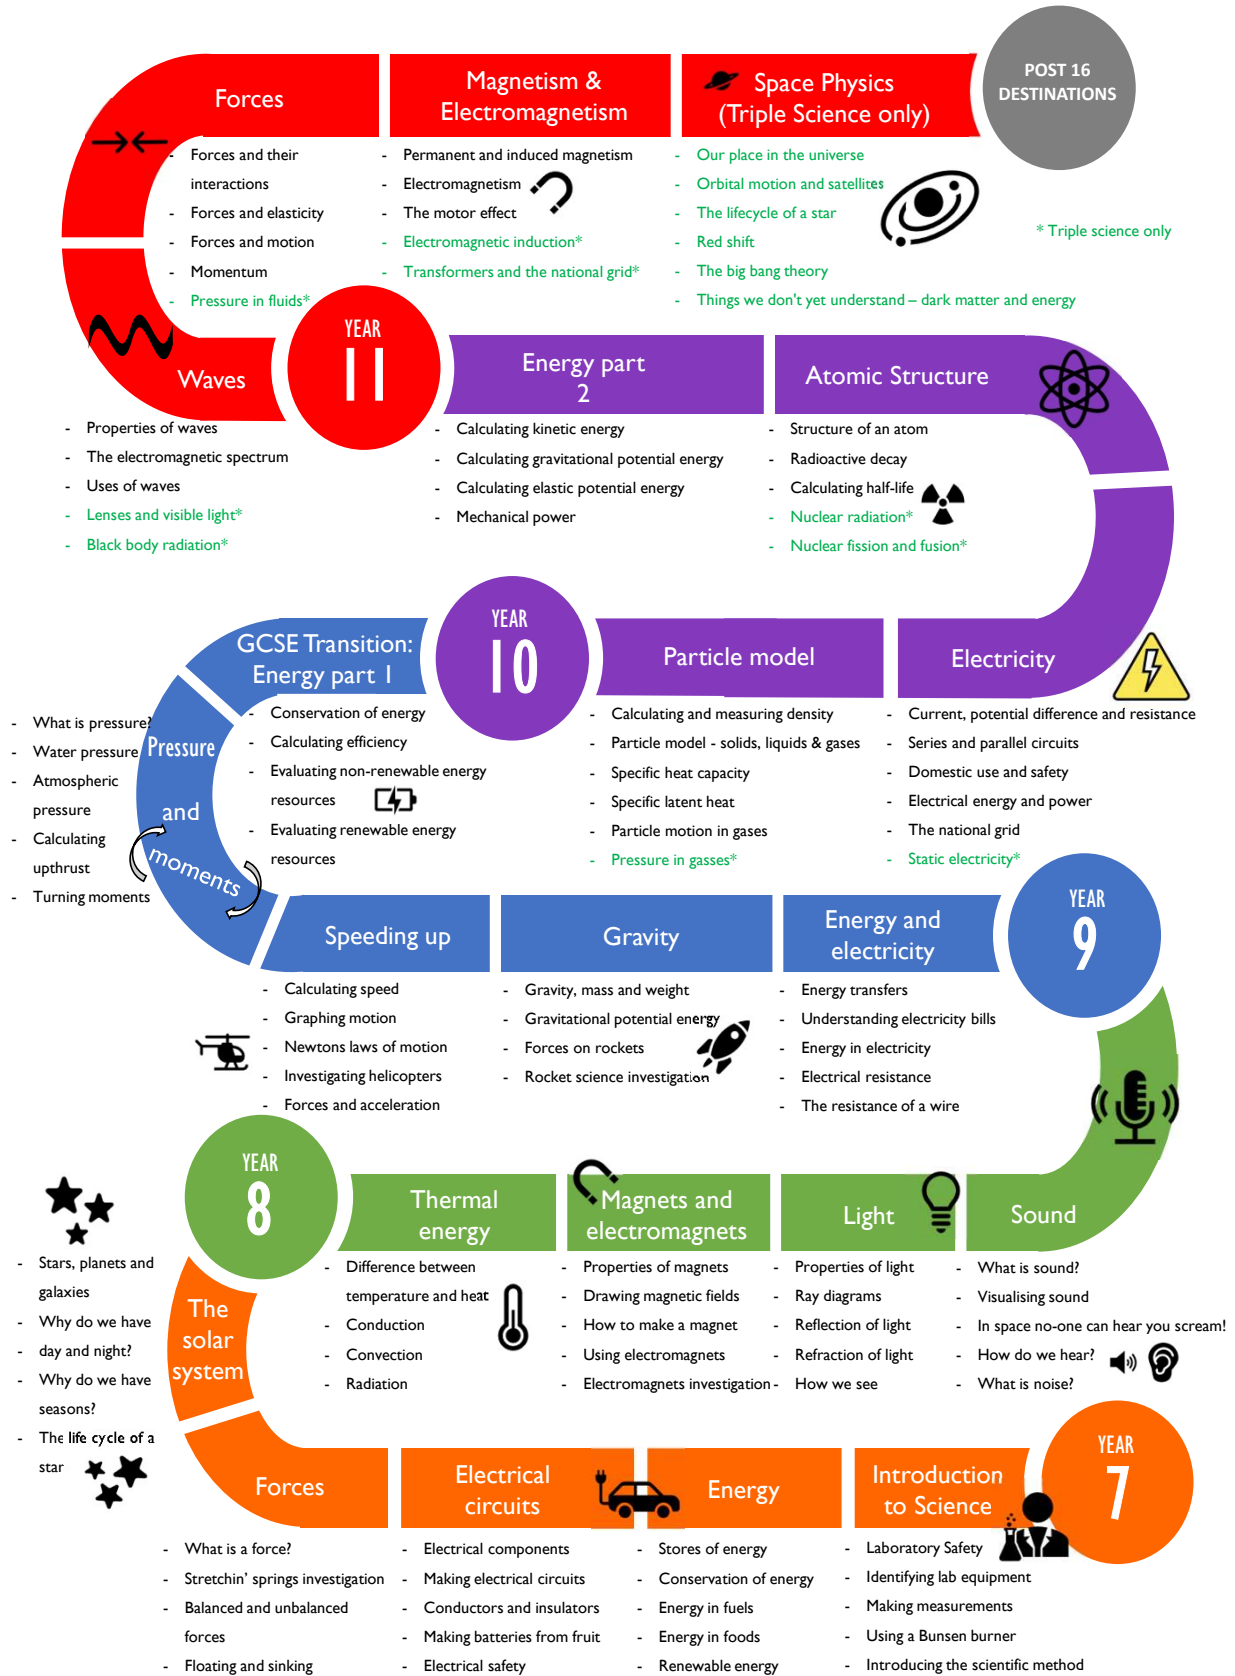 POST 16
DESTINATIONS
Forces
- Forces and their
interactions
- Forces and elasticity
- Forces and motion
- Momentum
- Pressure in fluids*
Magnetism &
Electromagnetism
- Permanent and induced magnetism
- Electromagnetism
- The motor effect
- Electromagnetic induction*
- Transformers and the national grid*
Space Physics
(Triple Science only)
- Our place in the universe
- Orbital motion and satellites
- The lifecycle of a star
- Red shift
- The big bang theory
- Things we don't yet understand – dark matter and energy
* Triple science only
Waves
- Properties of waves
- The electromagnetic spectrum
- Uses of waves
- Lenses and visible light*
- Black body radiation*
YEAR
11
Energy part
2
- Calculating kinetic energy
- Calculating gravitational potential energy
- Calculating elastic potential energy
- Mechanical power
Atomic Structure
- Structure of an atom
- Radioactive decay
- Calculating half-life
- Nuclear radiation*
- Nuclear fission and fusion*
GCSE Transition:
Energy part 1
- Conservation of energy
- Calculating efficiency
- Evaluating non-renewable energy
resources
- Evaluating renewable energy
resources
YEAR
10
Particle model
- Calculating and measuring density
- Particle model - solids, liquids & gases
- Specific heat capacity
- Specific latent heat
- Particle motion in gases
- Pressure in gasses*
Electricity
- Current, potential difference and resistance
- Series and parallel circuits
- Domestic use and safety
- Electrical energy and power
- The national grid
- Static electricity*
Pressure
and
moments
- What is pressure?
- Water pressure
- Atmospheric
pressure
- Calculating
upthrust
- Turning moments
Speeding up
- Calculating speed
- Graphing motion
- Newtons laws of motion
- Investigating helicopters
- Forces and acceleration
Gravity
- Gravity, mass and weight
- Gravitational potential energy
- Forces on rockets
- Rocket science investigation
Energy and
electricity
- Energy transfers
- Understanding electricity bills
- Energy in electricity
- Electrical resistance
- The resistance of a wire
YEAR
9
YEAR
8
Thermal
energy
- Difference between
temperature and heat
- Conduction
- Convection
- Radiation
Magnets and
electromagnets
- Properties of magnets
- Drawing magnetic fields
- How to make a magnet
- Using electromagnets
- Electromagnets investigation
Light
- Properties of light
- Ray diagrams
- Reflection of light
- Refraction of light
- How we see
Sound
- What is sound?
- Visualising sound
- In space no-one can hear you scream!
- How do we hear?
- What is noise?
The
solar
system
- Stars, planets and
galaxies
- Why do we have
- day and night?
- Why do we have
seasons?
- The life cycle of a
star
Forces
- What is a force?
- Stretchin' springs investigation
- Balanced and unbalanced
forces
- Floating and sinking
Electrical
circuits
- Electrical components
- Making electrical circuits
- Conductors and insulators
- Making batteries from fruit
- Electrical safety
Energy
- Stores of energy
- Conservation of energy
- Energy in fuels
- Energy in foods
- Renewable energy
Introduction
to Science
- Laboratory Safety
- Identifying lab equipment
- Making measurements
- Using a Bunsen burner
- Introducing the scientific method
YEAR
7